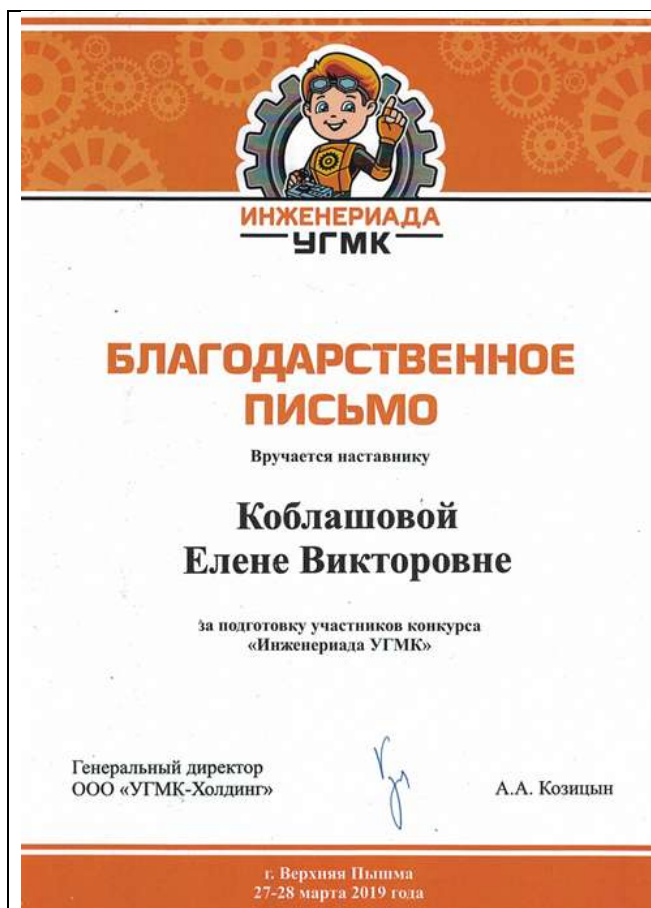 ИНЖЕНЕРИАДА
УГМК
БЛАГОДАРСТВЕННОЕ
ПИСЬМО
Вручается наставнику
Коблашовой
Елене Викторовне
за подготовку участников конкурса
«Инженериада УГМК»
Генеральный директор
ООО «УГМК-Холдинг»
А.А. Козицын
г. Верхняя Пышма
27-28 марта 2019 года